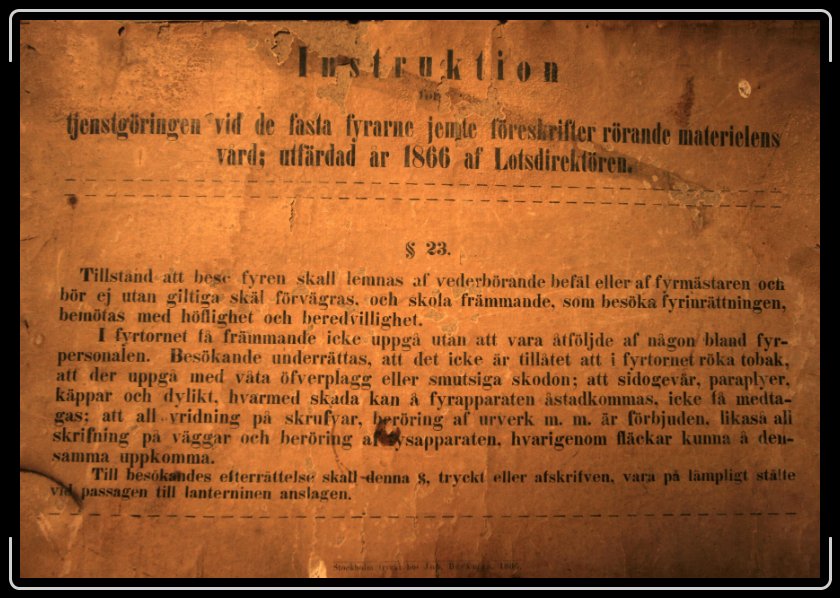 Instruktion
för
tjenstgöringen vid de fasta fyrarne jemte föreskrifter rörande materielens
vård; utfärdad år 1866 af Lotsdirektören.
§ 23.
Tillstånd att bese fyren skall lemnas af vederbörande befäl eller af fyrmästaren och
bör ej utan giltiga skäl förvägras, och skola främmande, som besöka fyrinrättningen,
bemötas med höflighet och beredvillighet.
I fyrtornet få främmande icke uppgå utan att vara åtföljde af någon bland fyr-
personalen. Besökande underrättas, att det icke är tillåtet att i fyrtornet röka tobak,
att der uppgå med våta öfverplagg eller smutsiga skodon; att sidogevär, paraplyer,
käppar och dylikt, hvarmed skada kan å fyrapparaten åstadkommas, icke få medta-
gas; att all vridning på skrufvar, beröring af urverk m. m. är förbjuden, likaså all
skrifning på väggar och beröring af lysapparaten, hvarigenom fläckar kunna å den-
samma uppkomma.
Till besökandes efterrättelse skall denna §, tryckt eller afskrifven, vara på lämpligt ställe
vid passagen till lanterninen anslagen.
Stockholm tryckt hos Joh. Beckman, 1866.